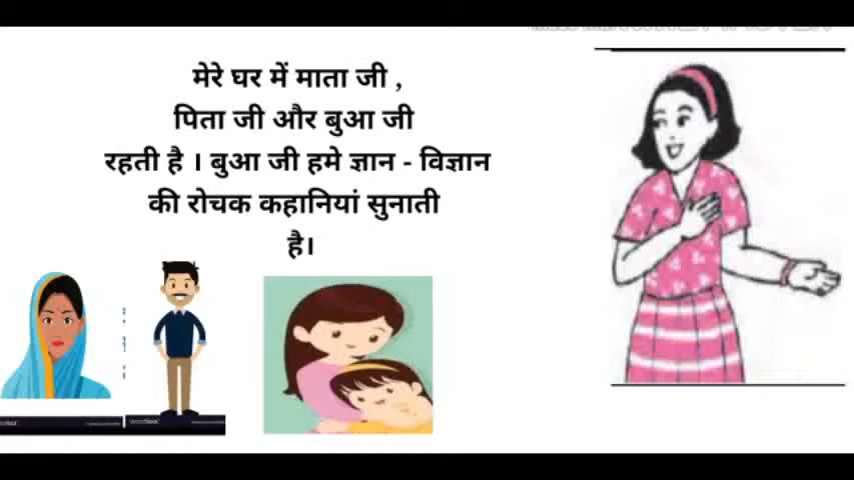 मेरे घर में माता जी ,
पिता जी और बुआ जी
रहती है । बुआ जी हमे ज्ञान - विज्ञान
की रोचक कहानियां सुनाती
है।